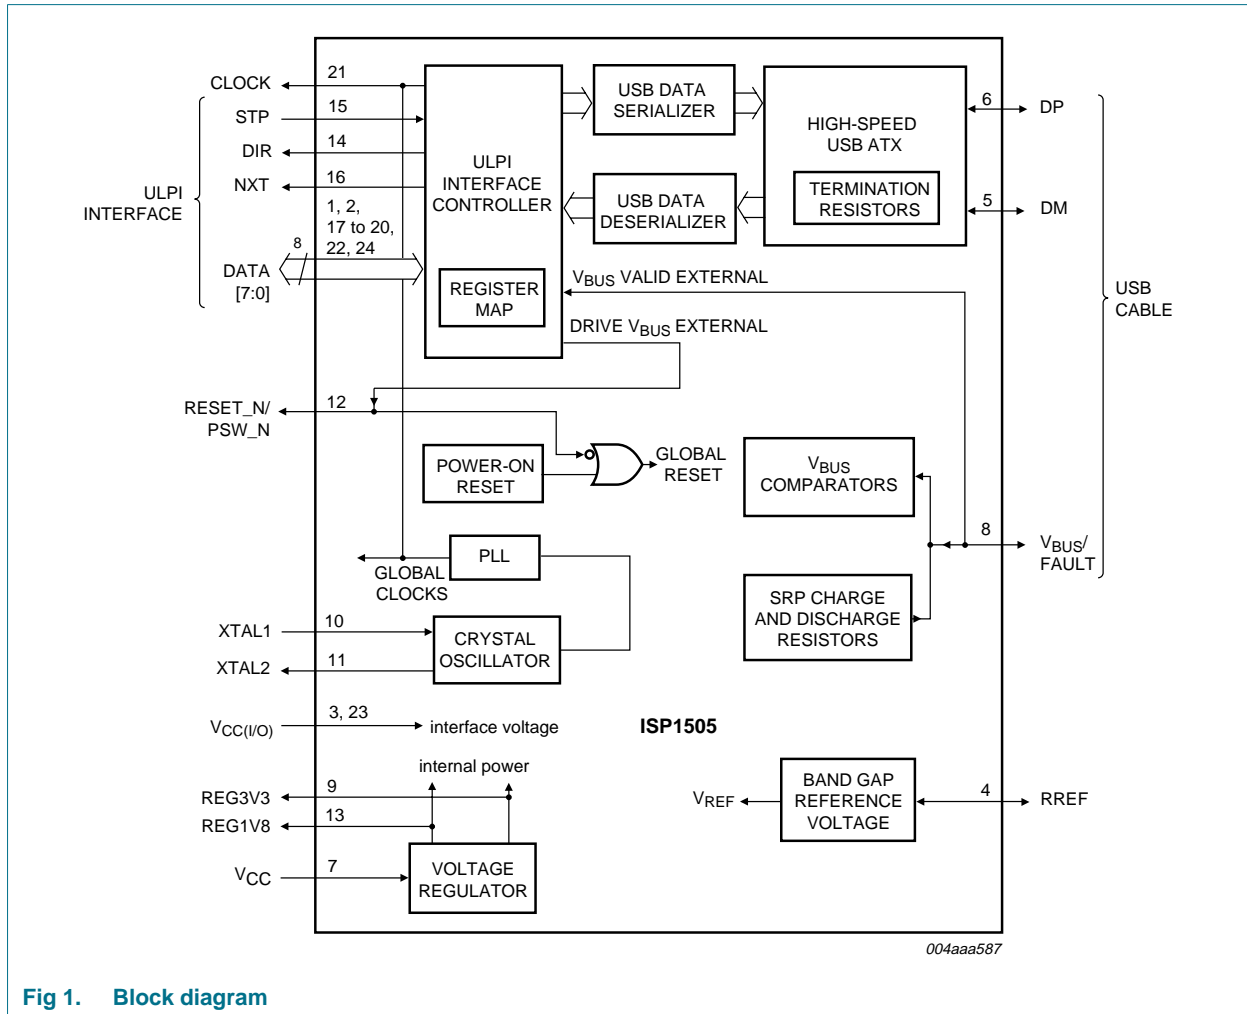 CLOCK
21
STP
15
DIR
14
NXT
16
ULPI
INTERFACE
1, 2,
17 to 20,
22, 24
8
DATA
[7:0]
ULPI
INTERFACE
CONTROLLER
REGISTER
MAP
USB DATA
SERIALIZER
USB DATA
DESERIALIZER
HIGH-SPEED
USB ATX
TERMINATION
RESISTORS
6
DP
5
DM
USB
CABLE
VBUS VALID EXTERNAL
DRIVE VBUS EXTERNAL
RESET_N/
PSW_N
12
POWER-ON
RESET
GLOBAL
RESET
VBUS
COMPARATORS
8
VBUS/
FAULT
PLL
GLOBAL
CLOCKS
SRP CHARGE
AND DISCHARGE
RESISTORS
XTAL1
10
XTAL2
11
CRYSTAL
OSCILLATOR
VCC(I/O)
3, 23
interface voltage
ISP1505
internal power
REG3V3
9
REG1V8
13
VCC
7
VOLTAGE
REGULATOR
VREF
BAND GAP
REFERENCE
VOLTAGE
4
RREF
004aaa587
Fig 1. Block diagram